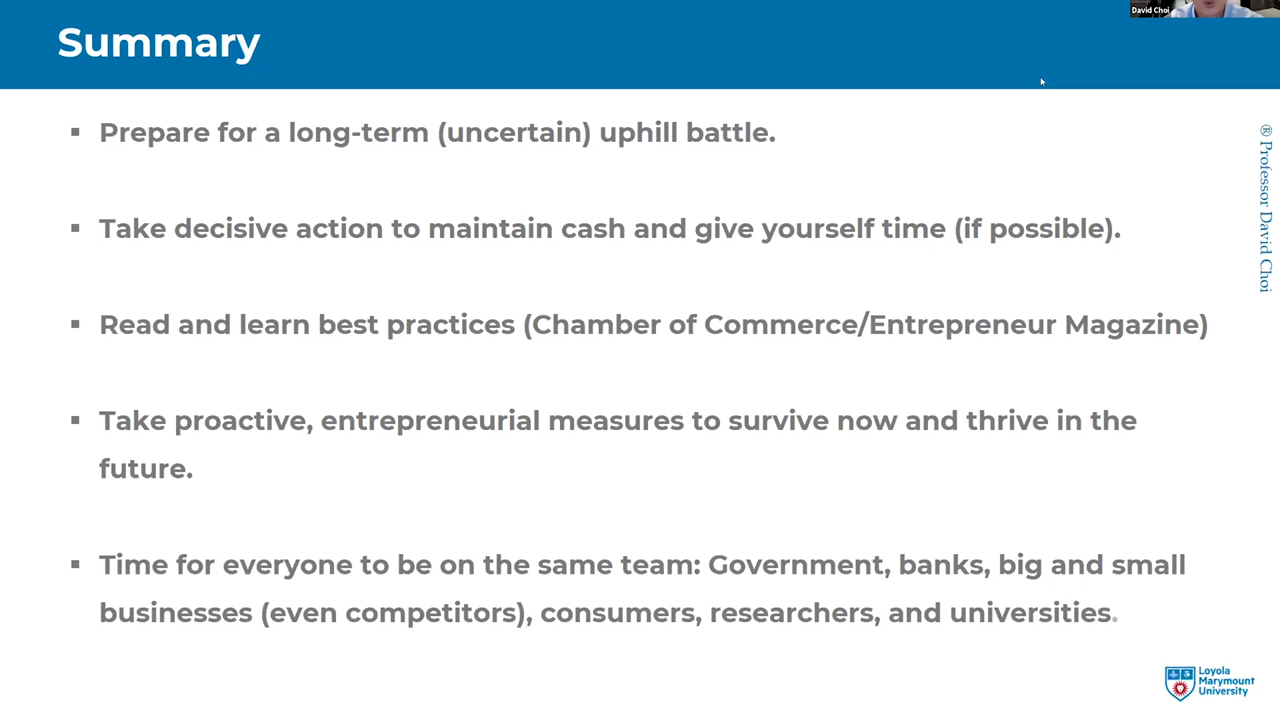 David Choi
Summary
▪ Prepare for a long-term (uncertain) uphill battle.
▪ Take decisive action to maintain cash and give yourself time (if possible).
▪ Read and learn best practices (Chamber of Commerce/Entrepreneur Magazine)
▪ Take proactive, entrepreneurial measures to survive now and thrive in the
future.
▪ Time for everyone to be on the same team: Government, banks, big and small
businesses (even competitors), consumers, researchers, and universities.
® Professor David Choi
Loyola
Marymount
University